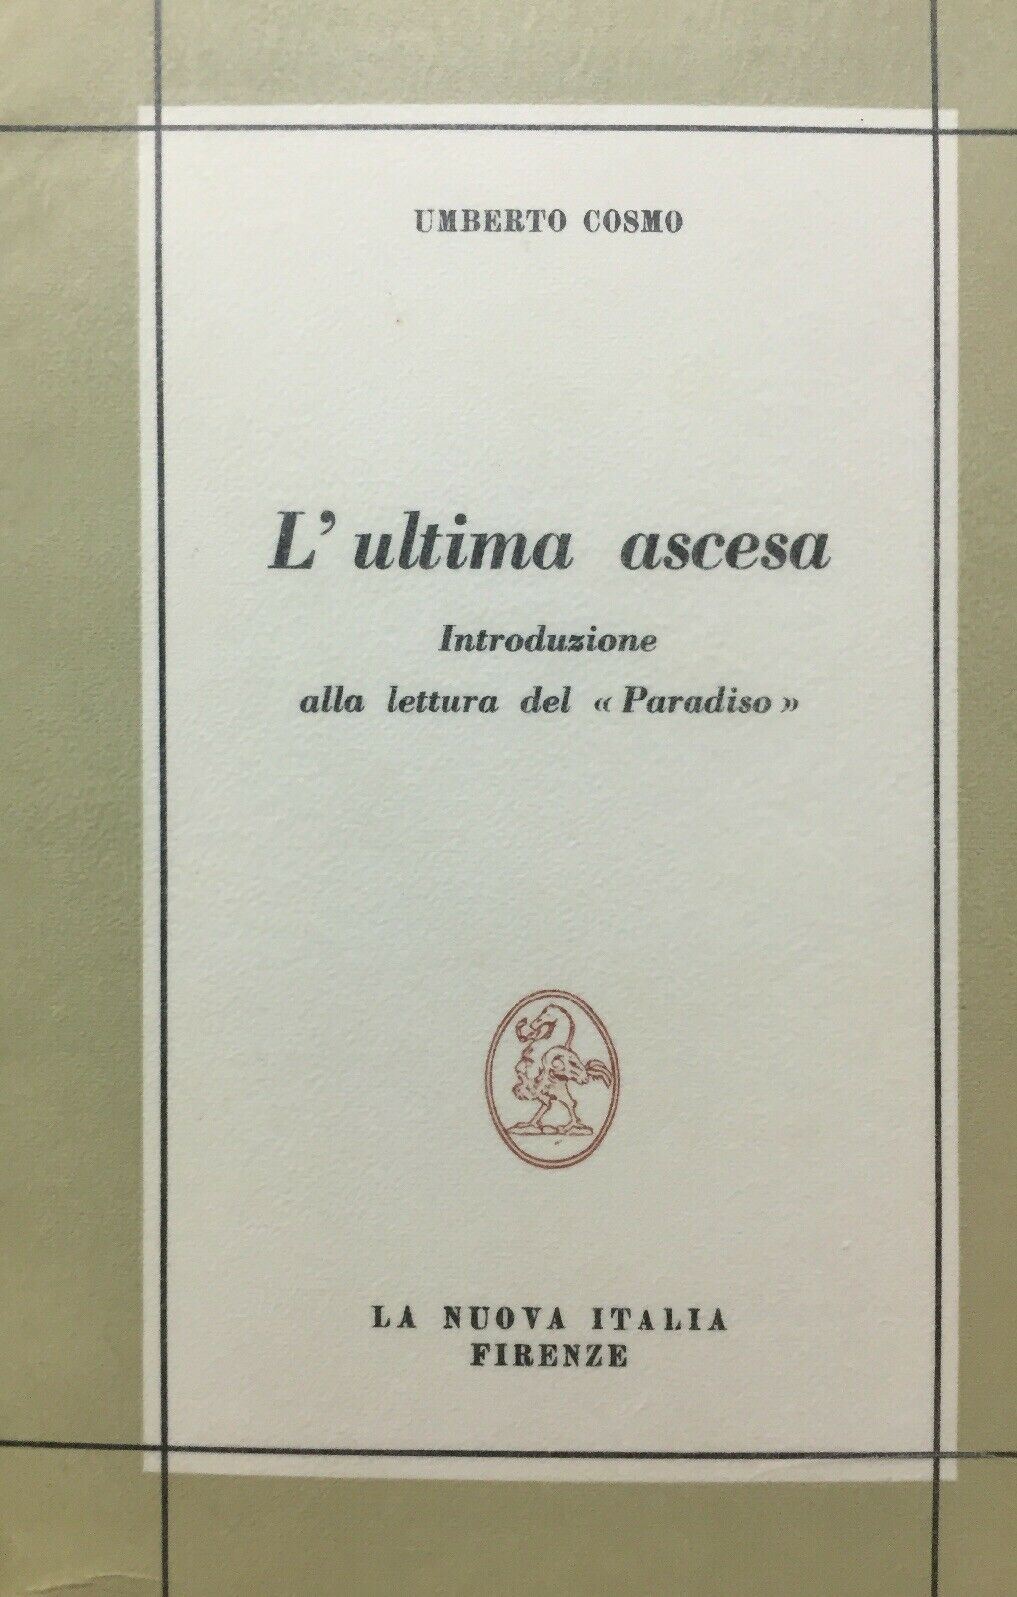 UMBERTO COSMO
L'ultima ascesa
Introduzione
alla lettura del « Paradiso »
LA NUOVA ITALIA
FIRENZE